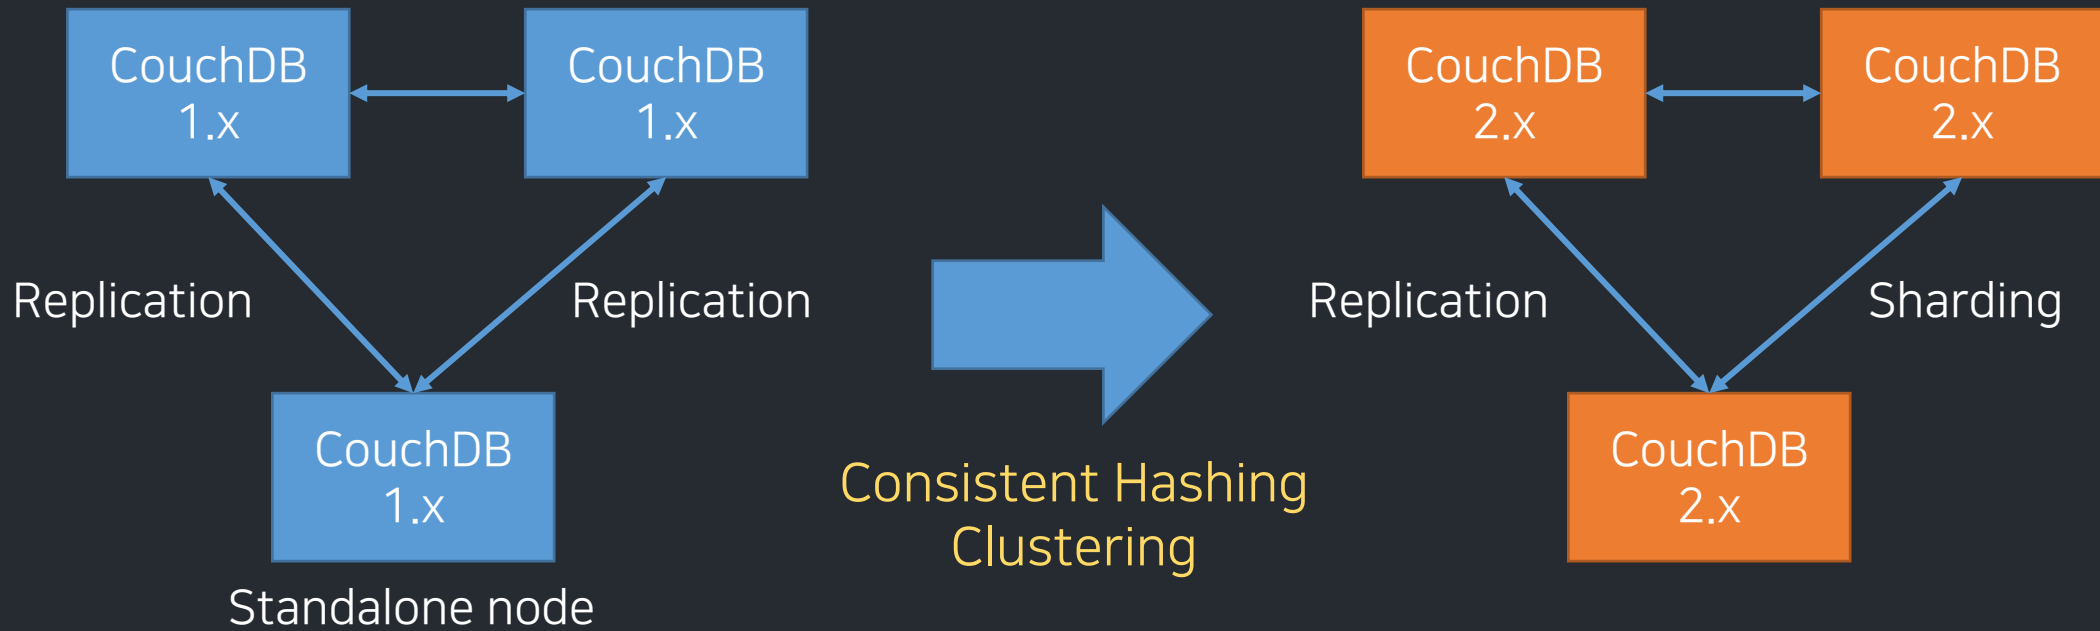 CouchDB
1.x
CouchDB
1.x
Replication
Replication
CouchDB
1.x
Standalone node
Consistent Hashing
Clustering
CouchDB
2.x
CouchDB
2.x
Replication
Sharding
CouchDB
2.x